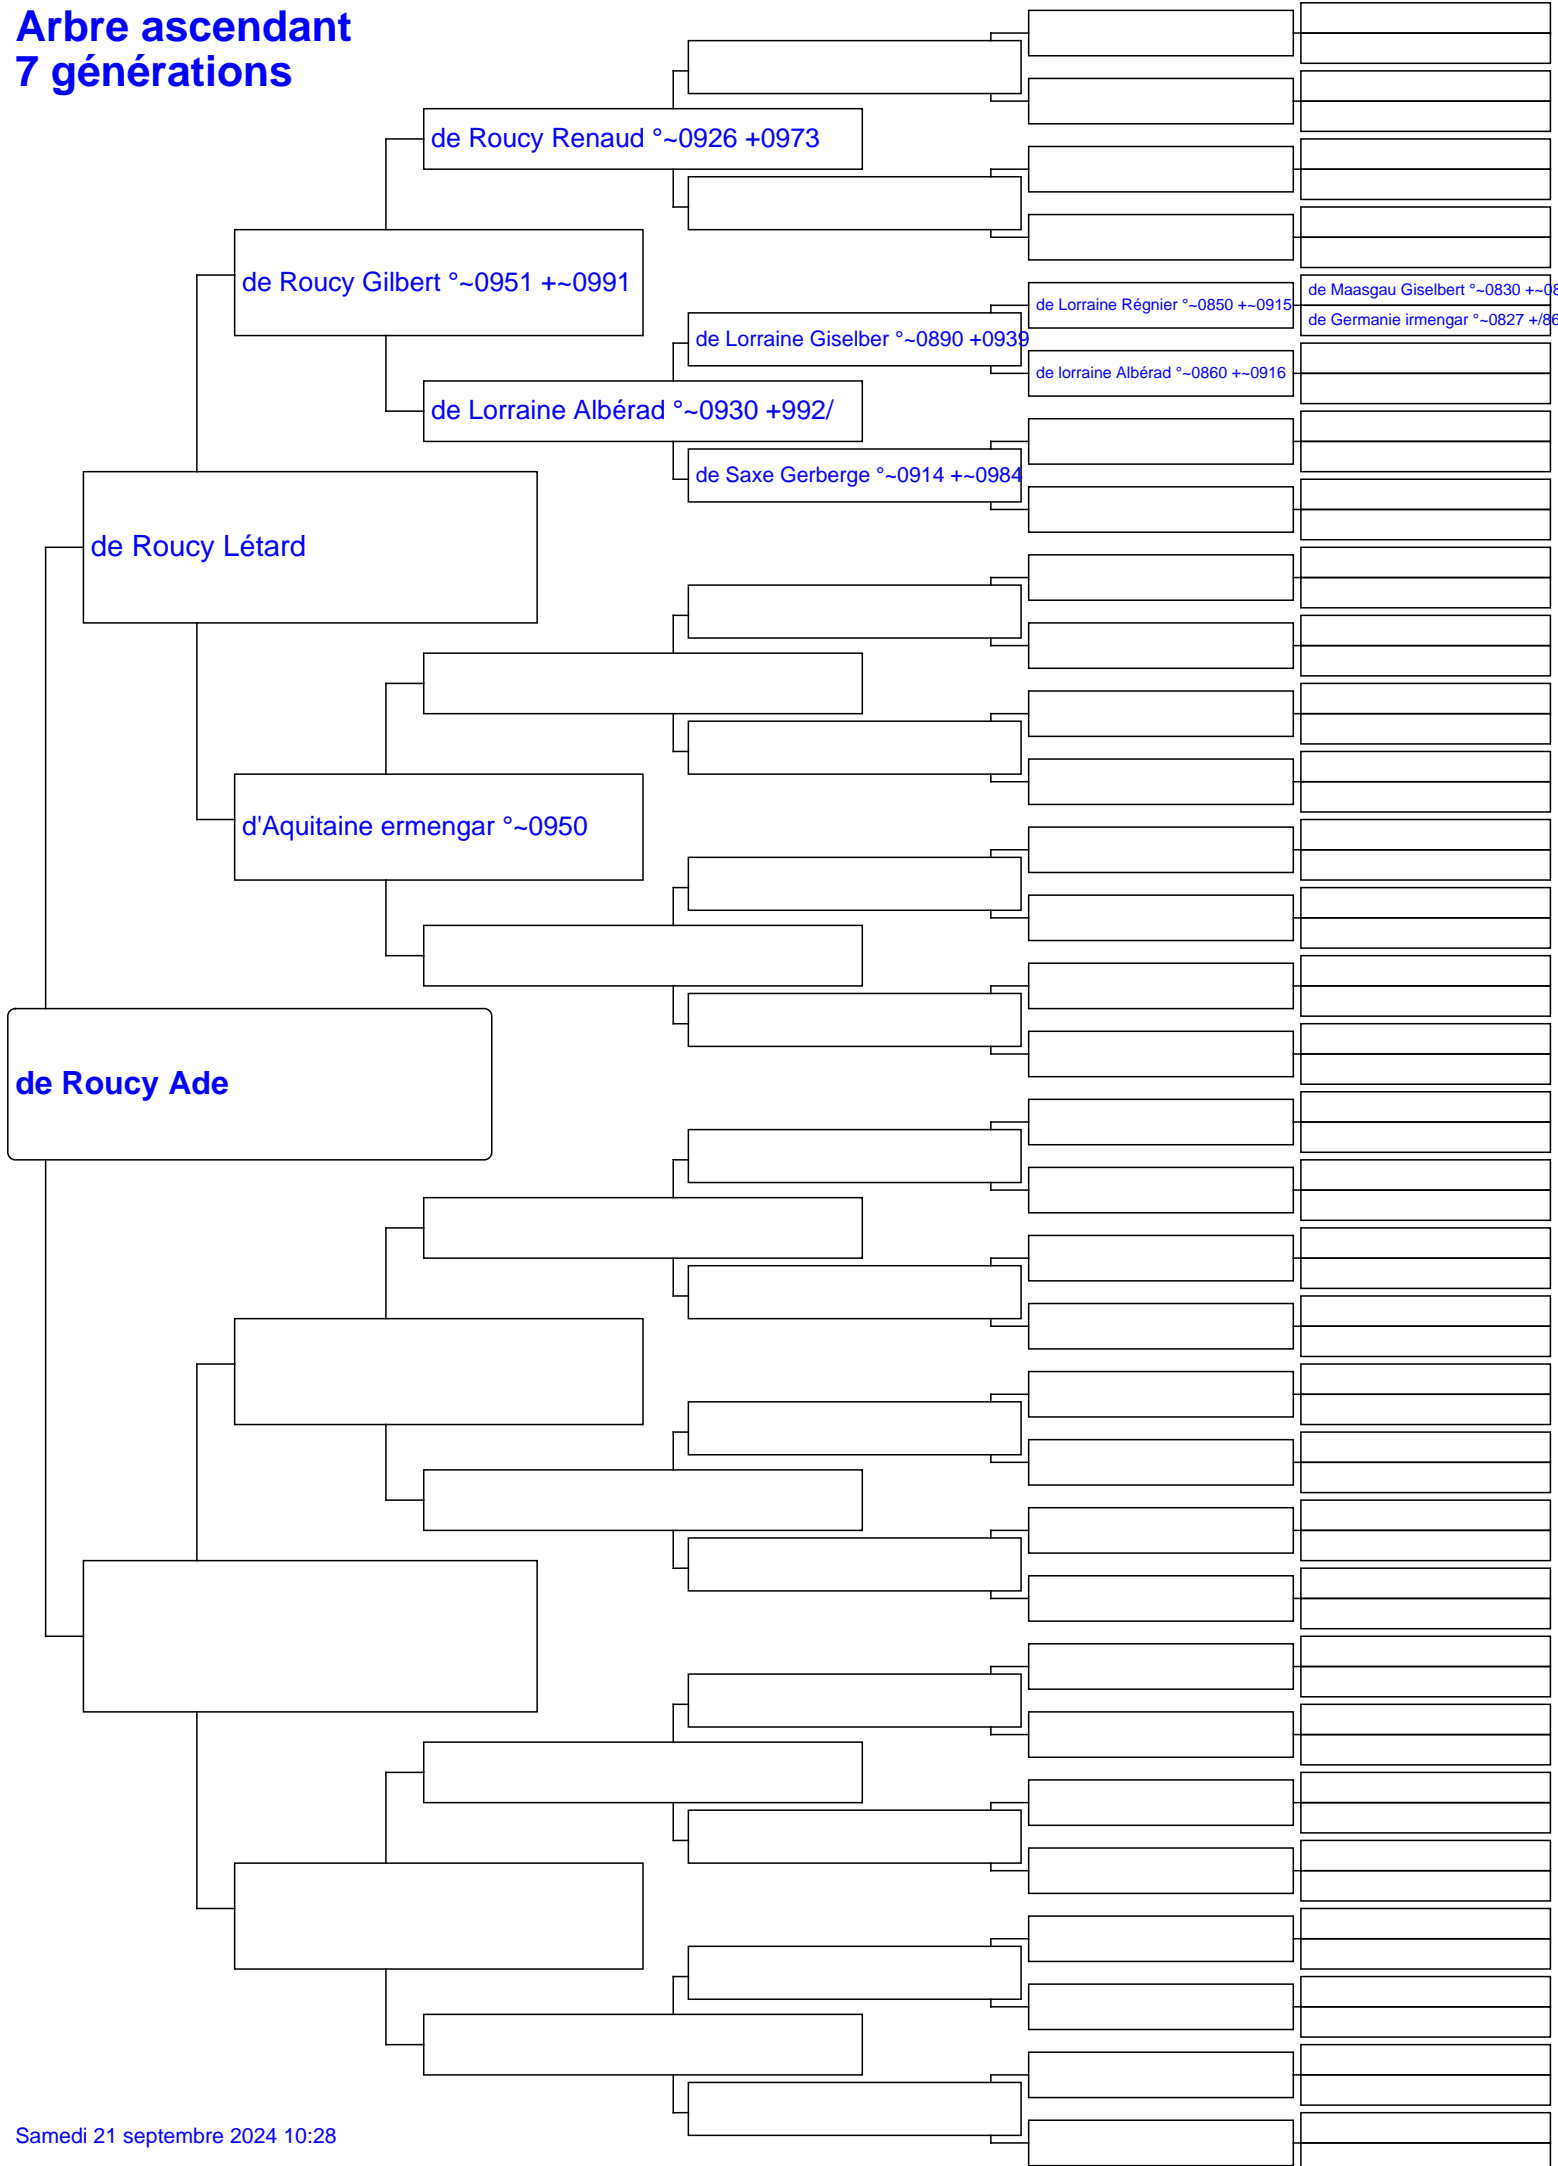 Arbre ascendant
7 générations
de Roucy Renaud °~0926 +0973
de Roucy Gilbert °~0951 +~0991
de Maasgau Giselbert °~0830 +~08
de Lorraine Régnier °~0850 +~0915
de Germanie irmengar °~0827 +/86
de Lorraine Giselber °~0890 +0939
de lorraine Albérad °~0860 +~0916
de Lorraine Albérad °~0930 +992/
de Saxe Gerberge °~0914 +~0984
de Roucy Létard
d'Aquitaine ermengar °~0950
de Roucy Ade
Samedi 21 septembre 2024 10:28